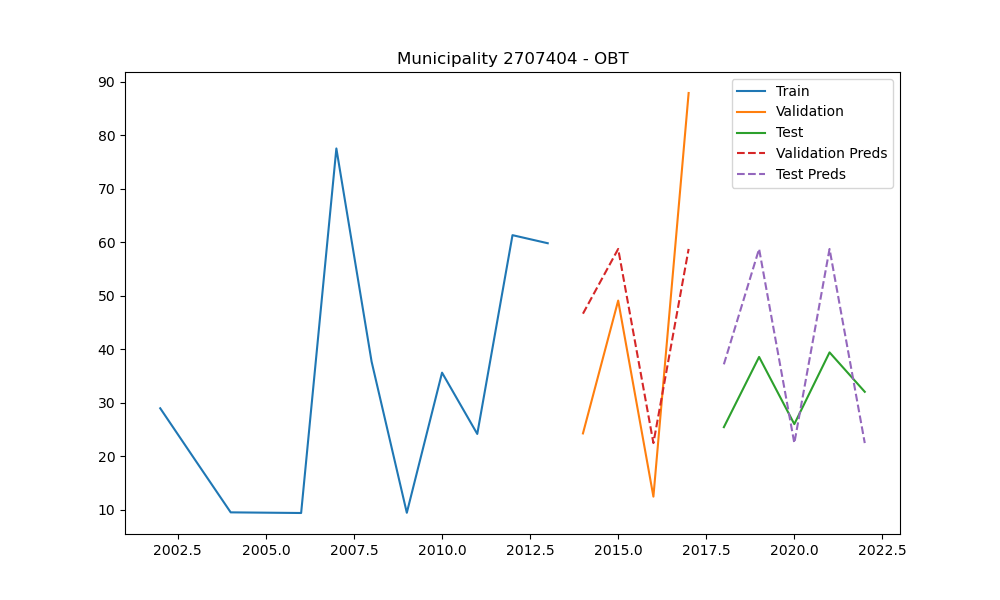 Municipality 2707404 - OBT
Train
Validation
Test
Validation Preds
Test Preds
90
80
70
60
50
40
30
20
10
2002.5 2005.0 2007.5 2010.0 2012.5 2015.0 2017.5 2020.0 2022.5